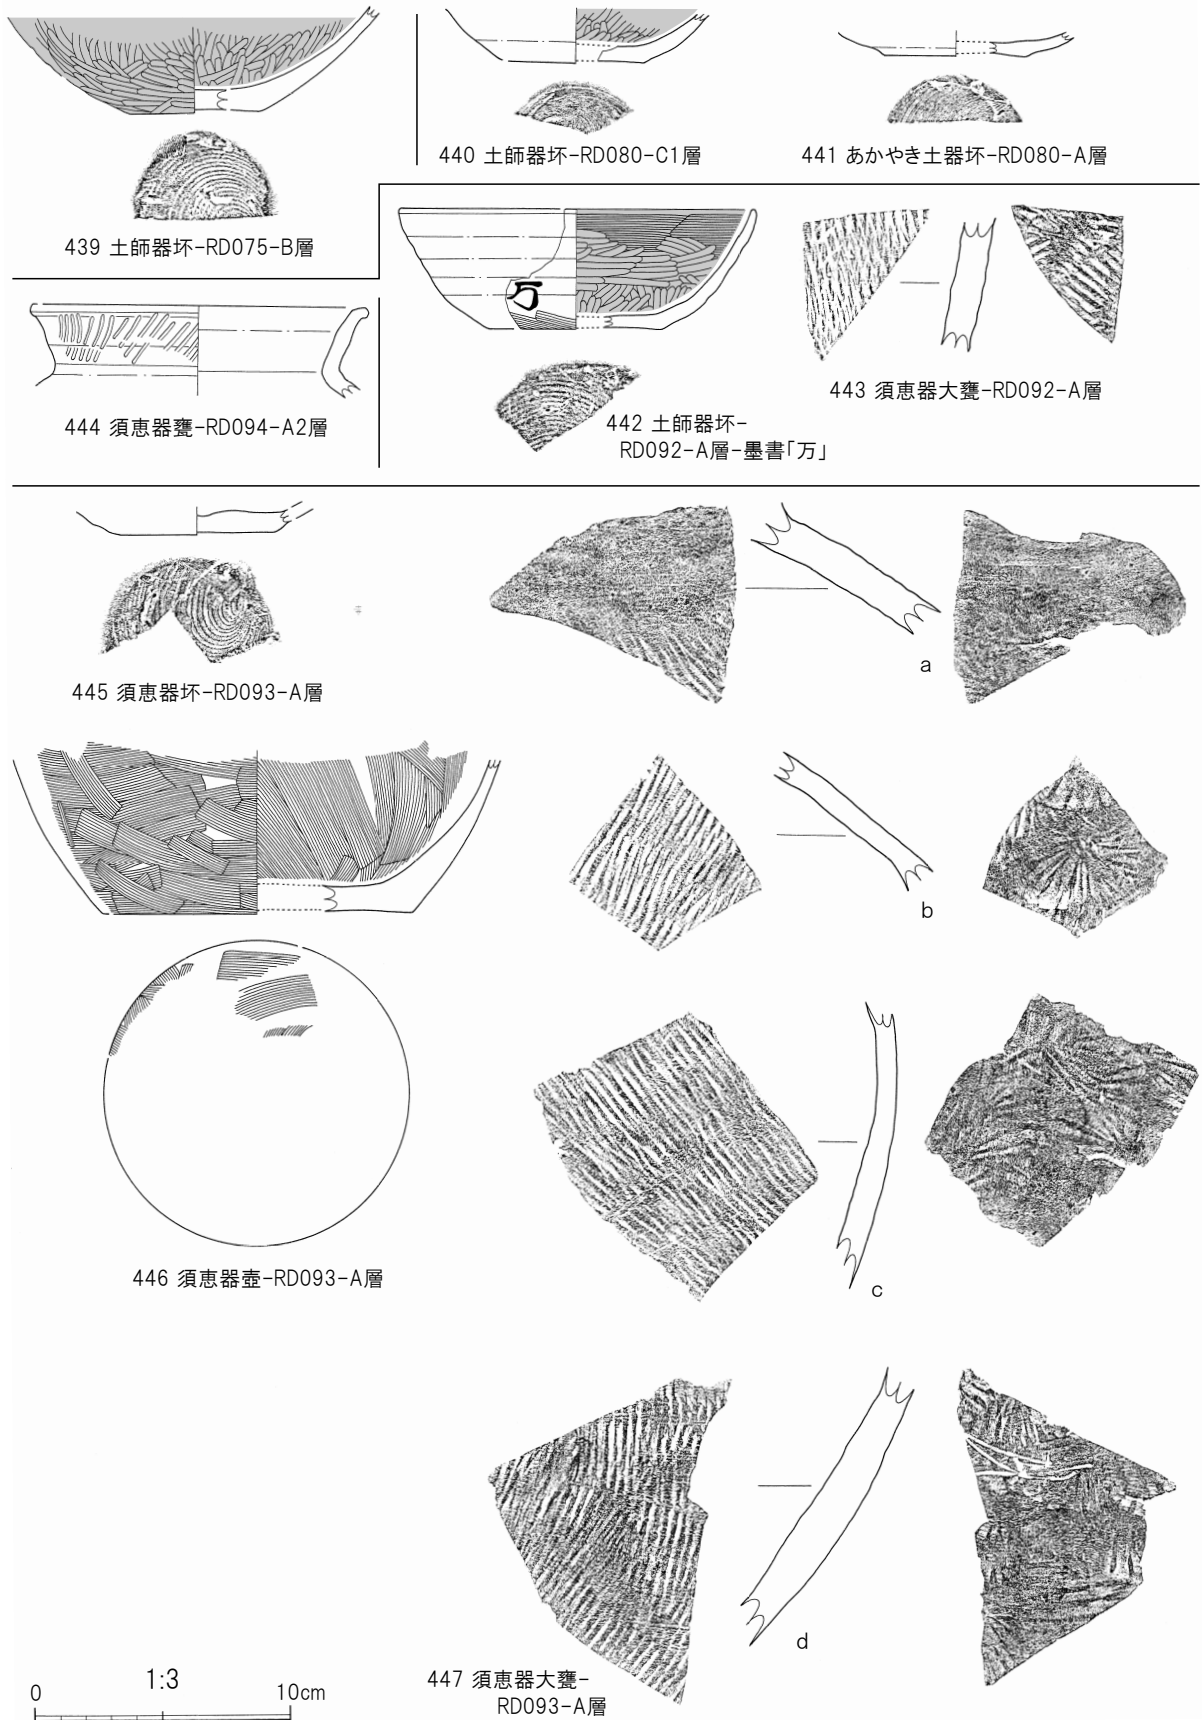 439 土師器坏-RD075-B層
440 土師器坏-RD080-C1層
441 あかやき土器坏-RD080-A層
万
442 土師器坏-
RD092-A層-墨書「万」
443 須恵器大甕-RD092-A層
444 須恵器甕-RD094-A2層
445 須恵器坏-RD093-A層
446 須恵器壺-RD093-A層
a
b
c
d
447 須恵器大甕-
RD093-A層
1:3
0 10cm